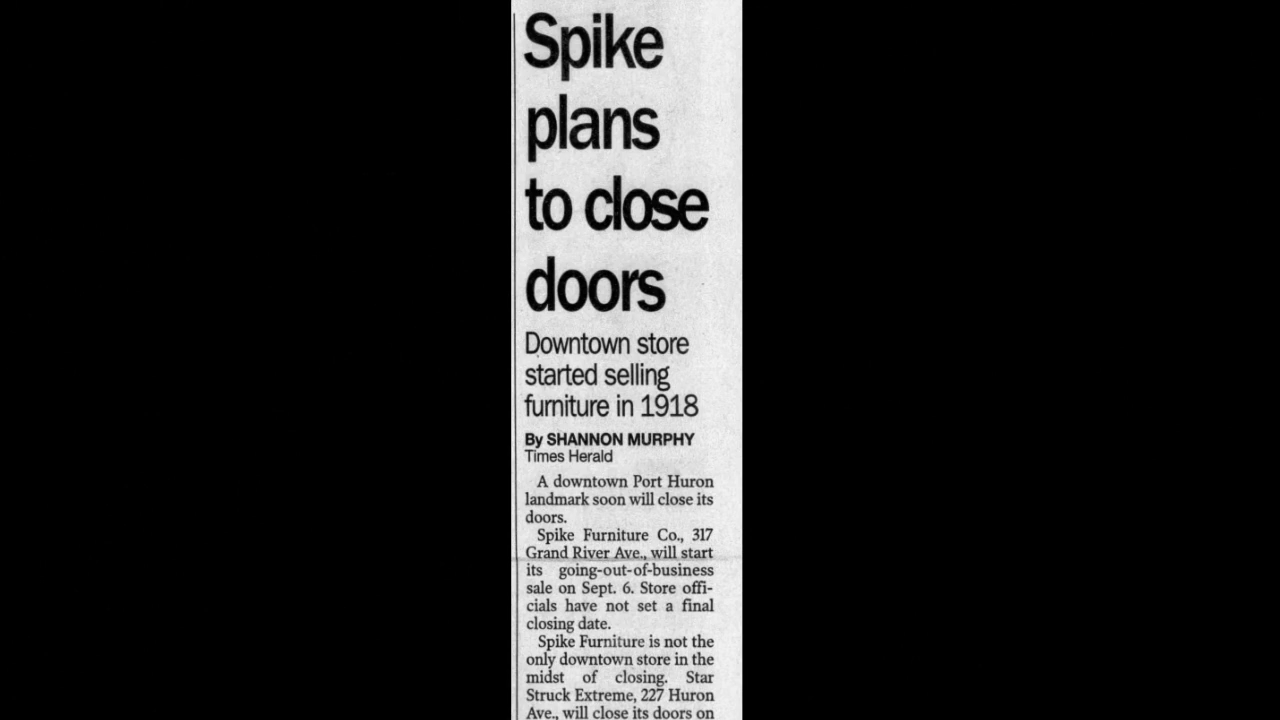 Spike
plans
to close
doors
Downtown store
started selling
furniture in 1918
By SHANNON MURPHY
Times Herald
A downtown Port Huron
landmark soon will close its
doors.
Spike Furniture Co., 317
Grand River Ave., will start
its going-out-of-business
sale on Sept. 6. Store offi-
cials have not set a final
closing date.
Spike Furniture is not the
only downtown store in the
midst of closing. Star
Struck Extreme, 227 Huron
Ave., will close its doors on